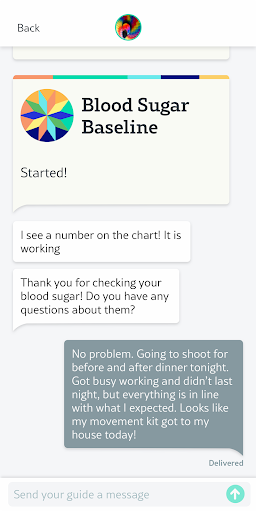 Back
Blood Sugar
Baseline
Started!
I see a number on the chart! It is
working
Thank you for checking your
blood sugar! Do you have any
questions about them?
No problem. Going to shoot for
before and after dinner tonight.
Got busy working and didn't last
night, but everything is in line
with what I expected. Looks like
my movement kit got to my
house today!
Delivered
Send your guide a message